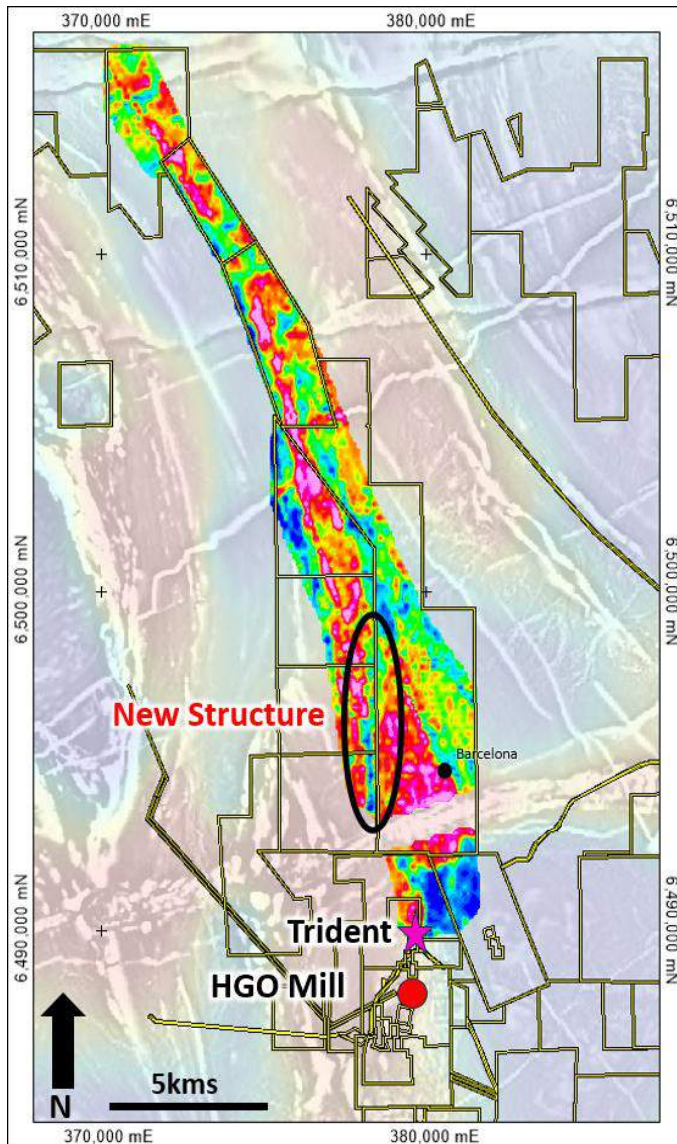 370,000 mE
380,000 mE
6,510,000 mN
6,510,000 mN
6,500,000 mN
6,500,000 mN
New Structure
Barcelona
6,490,000 mN
6,490,000 mN
Trident
HGO Mill
5kms
N
370,000 mE
380,000 mE